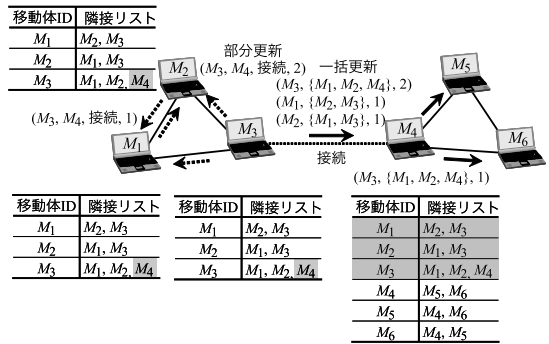 移動体ID 隣接リスト
M1 M2, M3
M2 M1, M3
M3 M1, M2, M4
M2
部分更新
(M3, M4, 接続, 2)
一括更新
(M3, {M1, M2, M4}, 2)
(M1, {M2, M3}, 1)
(M2, {M1, M3}, 1)
M5
(M3, M4, 接続, 1)
M1
M3
M4
M6
接続
(M3, {M1, M2, M4}, 1)
移動体ID 隣接リスト
M1 M2, M3
M2 M1, M3
M3 M1, M2, M4
移動体ID 隣接リスト
M1 M2, M3
M2 M1, M3
M3 M1, M2, M4
移動体ID 隣接リスト
M1 M2, M3
M2 M1, M3
M3 M1, M2, M4
M4 M5, M6
M5 M4, M6
M6 M4, M5